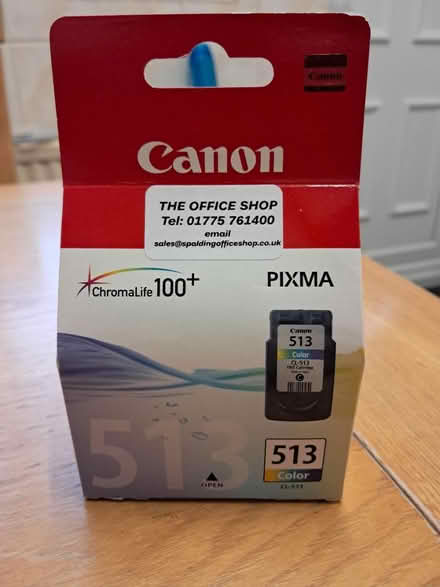 Canon
Canon
THE OFFICE SHOP
Tel: 01775 761400
email
sales@spaldingofficeshop.co.uk
ChromaLife 100+
PIXMA
Canon
513
Color
CL-513
C
513
513
Color
CL-513
OPEN